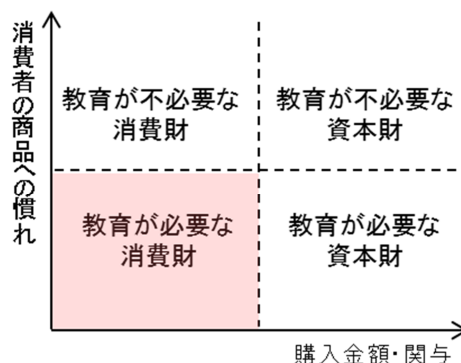 消費者の商品への慣れ
教育が不必要な
消費財
教育が不必要な
資本財
教育が必要な
消費財
教育が必要な
資本財
購入金額・関与